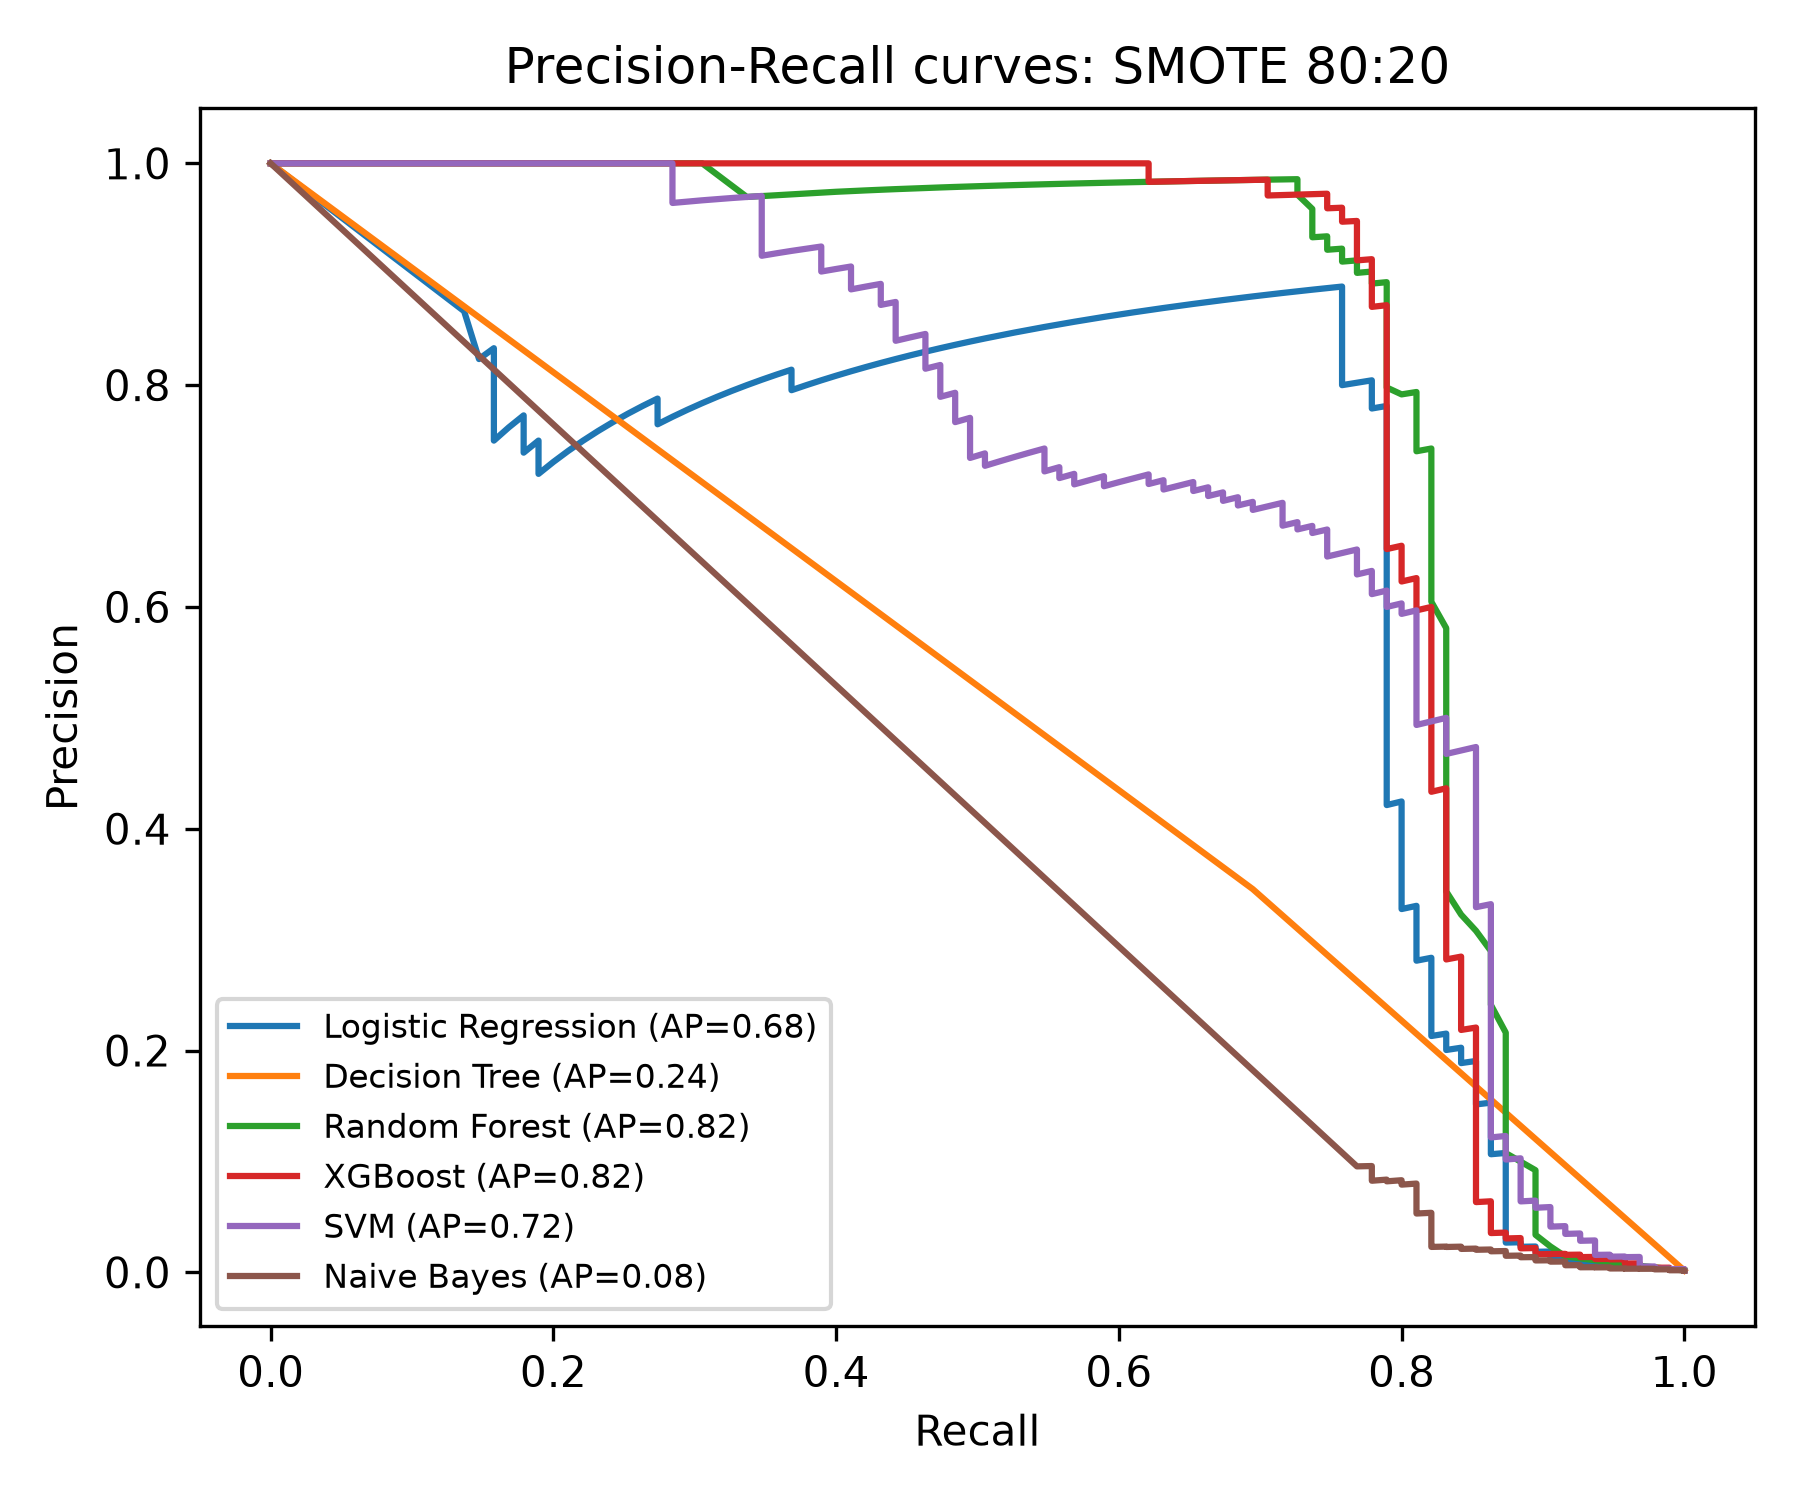 Precision-Recall curves: SMOTE 80:20
1.0
0.8
0.6
0.4
0.2
0.0
Precision
Logistic Regression (AP=0.68)
Decision Tree (AP=0.24)
Random Forest (AP=0.82)
XGBoost (AP=0.82)
SVM (AP=0.72)
Naive Bayes (AP=0.08)
0.0 0.2 0.4 0.6 0.8 1.0
Recall